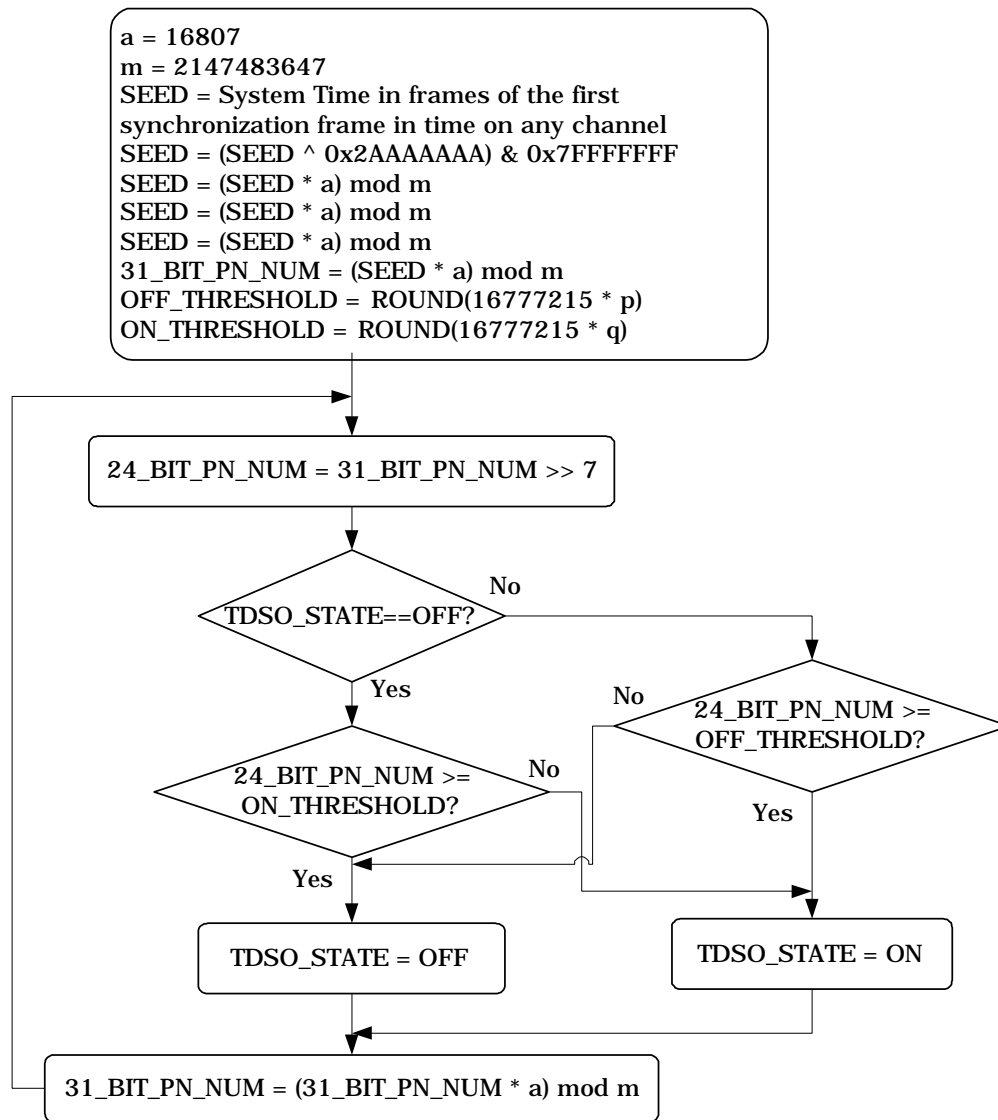 a = 16807
m = 2147483647
SEED = System Time in frames of the first
synchronization frame in time on any channel
SEED = (SEED ^ 0x2AAAAAAA) & 0x7FFFFFFF
SEED = (SEED * a) mod m
SEED = (SEED * a) mod m
SEED = (SEED * a) mod m
31_BIT_PN_NUM = (SEED * a) mod m
OFF_THRESHOLD = ROUND(16777215 * p)
ON_THRESHOLD = ROUND(16777215 * q)
24_BIT_PN_NUM = 31_BIT_PN_NUM >> 7
No
TDSO_STATE==OFF?
Yes
No
24_BIT_PN_NUM >=
OFF_THRESHOLD?
No
24_BIT_PN_NUM >=
ON_THRESHOLD?
Yes
Yes
TDSO_STATE = OFF
TDSO_STATE = ON
31_BIT_PN_NUM = (31_BIT_PN_NUM * a) mod m